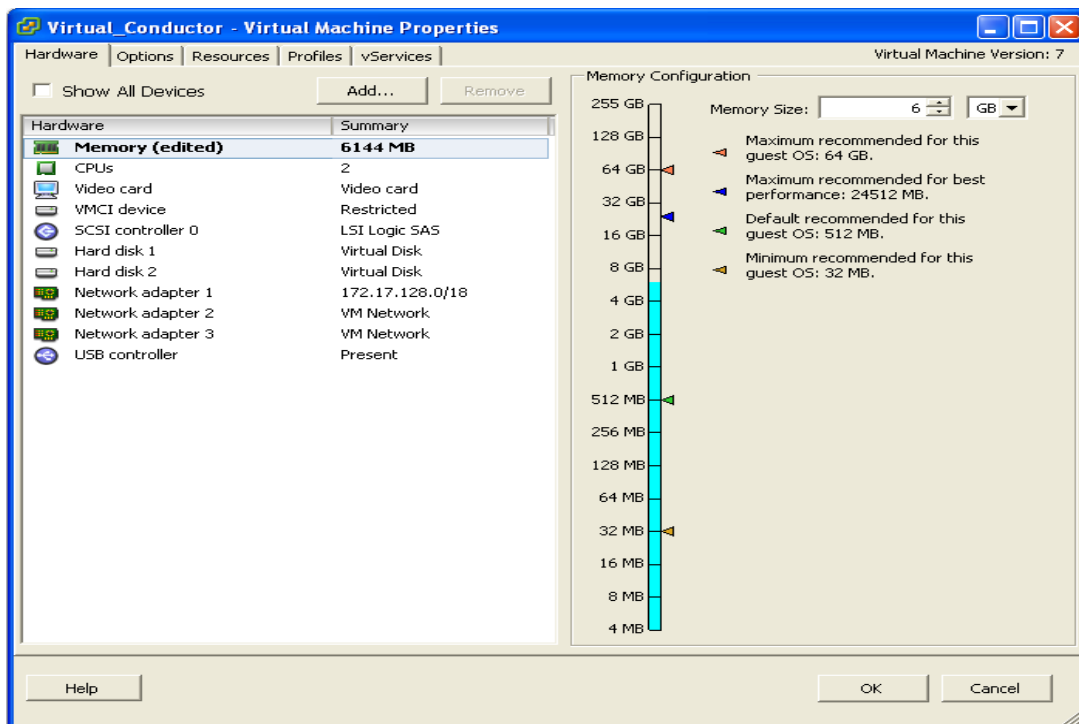 Virtual_Conductor - Virtual Machine Properties
Hardware Options Resources Profiles vServices Virtual Machine Version: 7
Show All Devices Add... Remove
Hardware Summary
Memory (edited) 6144 MB
CPUs 2
Video card Video card
VMCI device Restricted
SCSI controller 0 LSI Logic SAS
Hard disk 1 Virtual Disk
Hard disk 2 Virtual Disk
Network adapter 1 172.17.128.0/18
Network adapter 2 VM Network
Network adapter 3 VM Network
USB controller Present
Memory Configuration
255 GB
128 GB
64 GB
32 GB
16 GB
8 GB
4 GB
2 GB
1 GB
512 MB
256 MB
128 MB
64 MB
32 MB
16 MB
8 MB
4 MB
Memory Size: 6 GB
Maximum recommended for this
guest OS: 64 GB.
Maximum recommended for best
performance: 24512 MB.
Default recommended for this
guest OS: 512 MB.
Minimum recommended for this
guest OS: 32 MB.
Help OK Cancel